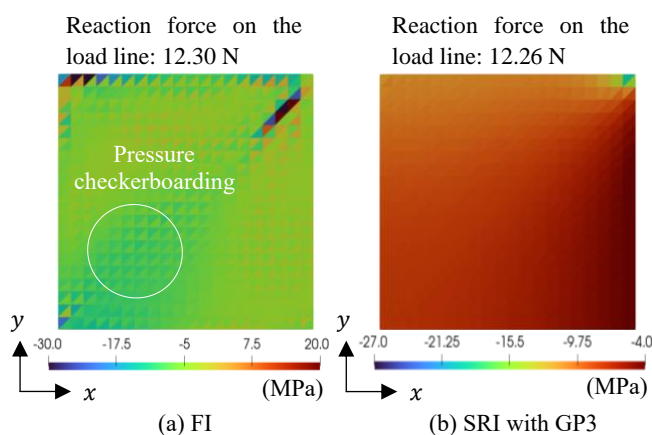 Reaction force on the
load line: 12.30 N
Pressure
checkerboarding
y
x
-30.0 -17.5 -5 7.5 20.0
(MPa)
(a) FI
Reaction force on the
load line: 12.26 N
y
x
-27.0 -21.25 -15.5 -9.75 -4.0
(MPa)
(b) SRI with GP3